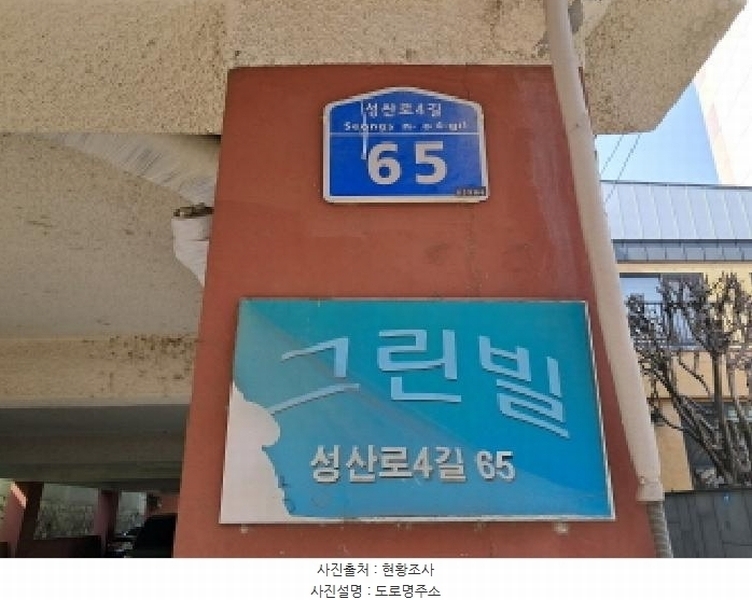 성산로4길
65
그린빌
성산로4길 65
사진출처 : 현황조사
사진설명 : 도로명주소